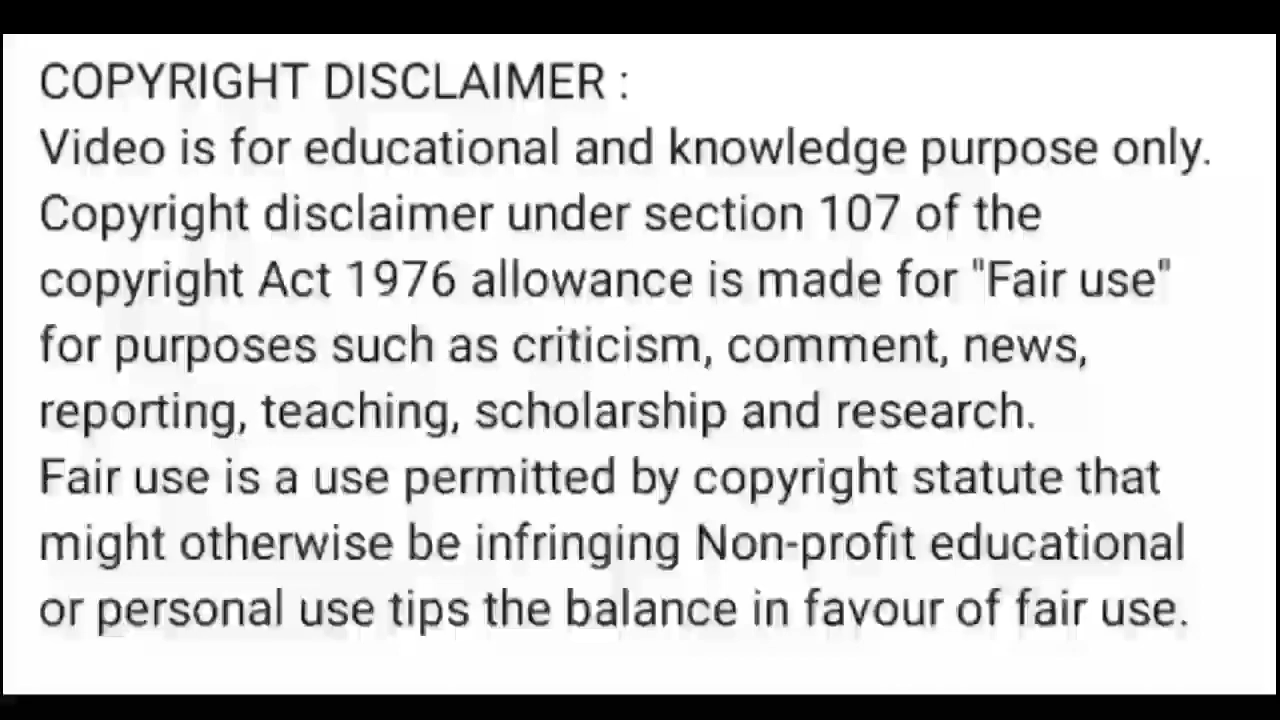 COPYRIGHT DISCLAIMER :
Video is for educational and knowledge purpose only.
Copyright disclaimer under section 107 of the
copyright Act 1976 allowance is made for "Fair use"
for purposes such as criticism, comment, news,
reporting, teaching, scholarship and research.
Fair use is a use permitted by copyright statute that
might otherwise be infringing Non-profit educational
or personal use tips the balance in favour of fair use.